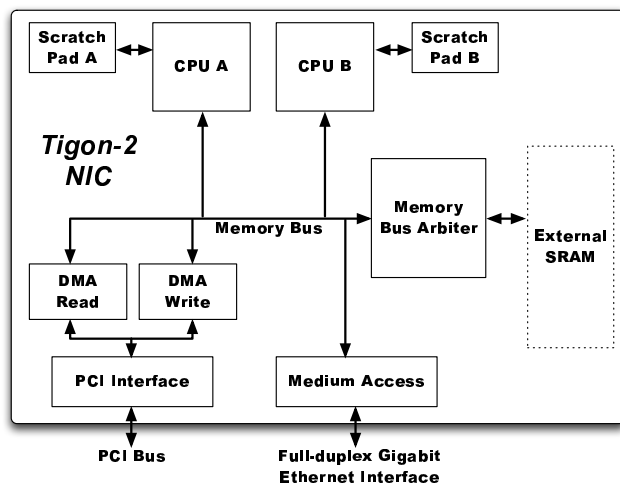 Scratch
Pad A
CPU A
CPU B
Scratch
Pad B
Tigon-2
NIC
Memory
Bus Arbiter
External
SRAM
Memory Bus
DMA
Read
DMA
Write
PCI Interface
Medium Access
PCI Bus
Full-duplex Gigabit
Ethernet Interface